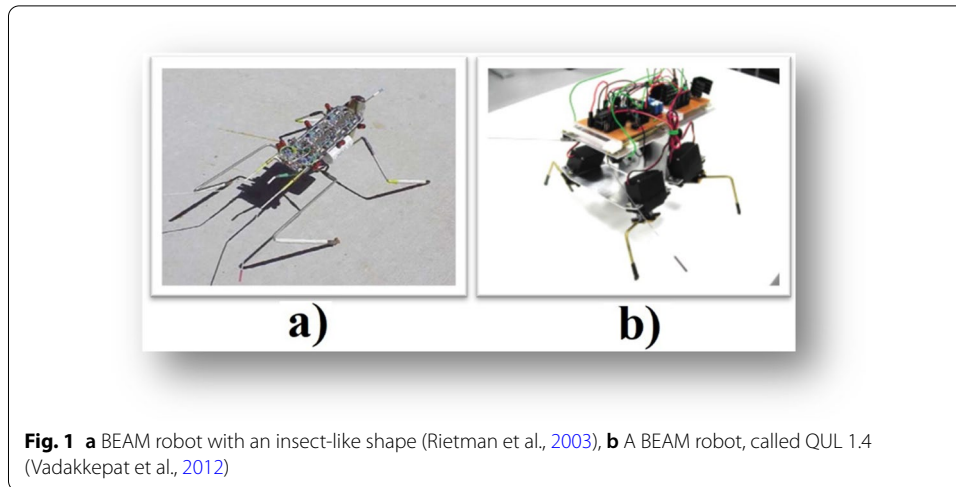 a)
b)
Fig. 1 a BEAM robot with an insect-like shape (Rietman et al., 2003), b A BEAM robot, called QUL 1.4
(Vadakkepat et al., 2012)